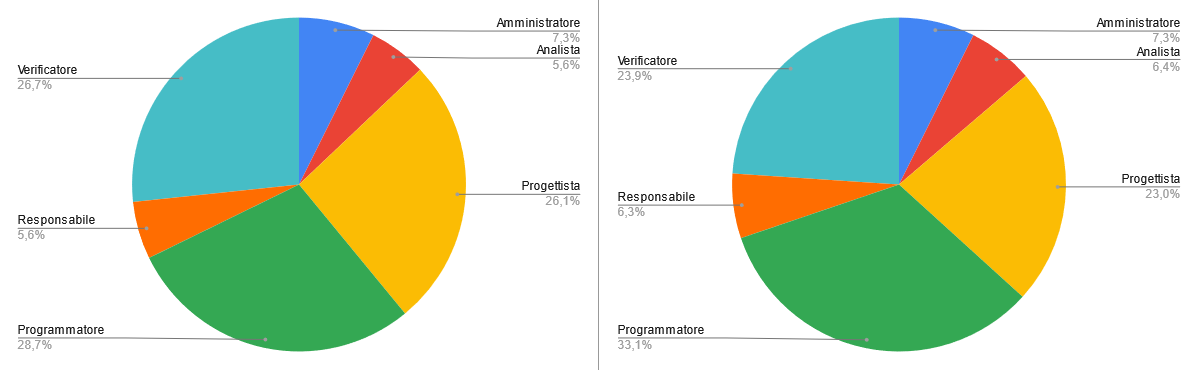 Amministratore
7,3%
Analista
5,6%
Verificatore
26,7%
Progettista
26,1%
Responsabile
5,6%
Programmatore
28,7%
Amministratore
7,3%
Analista
6,4%
Verificatore
23,9%
Progettista
23,0%
Responsabile
6,3%
Programmatore
33,1%